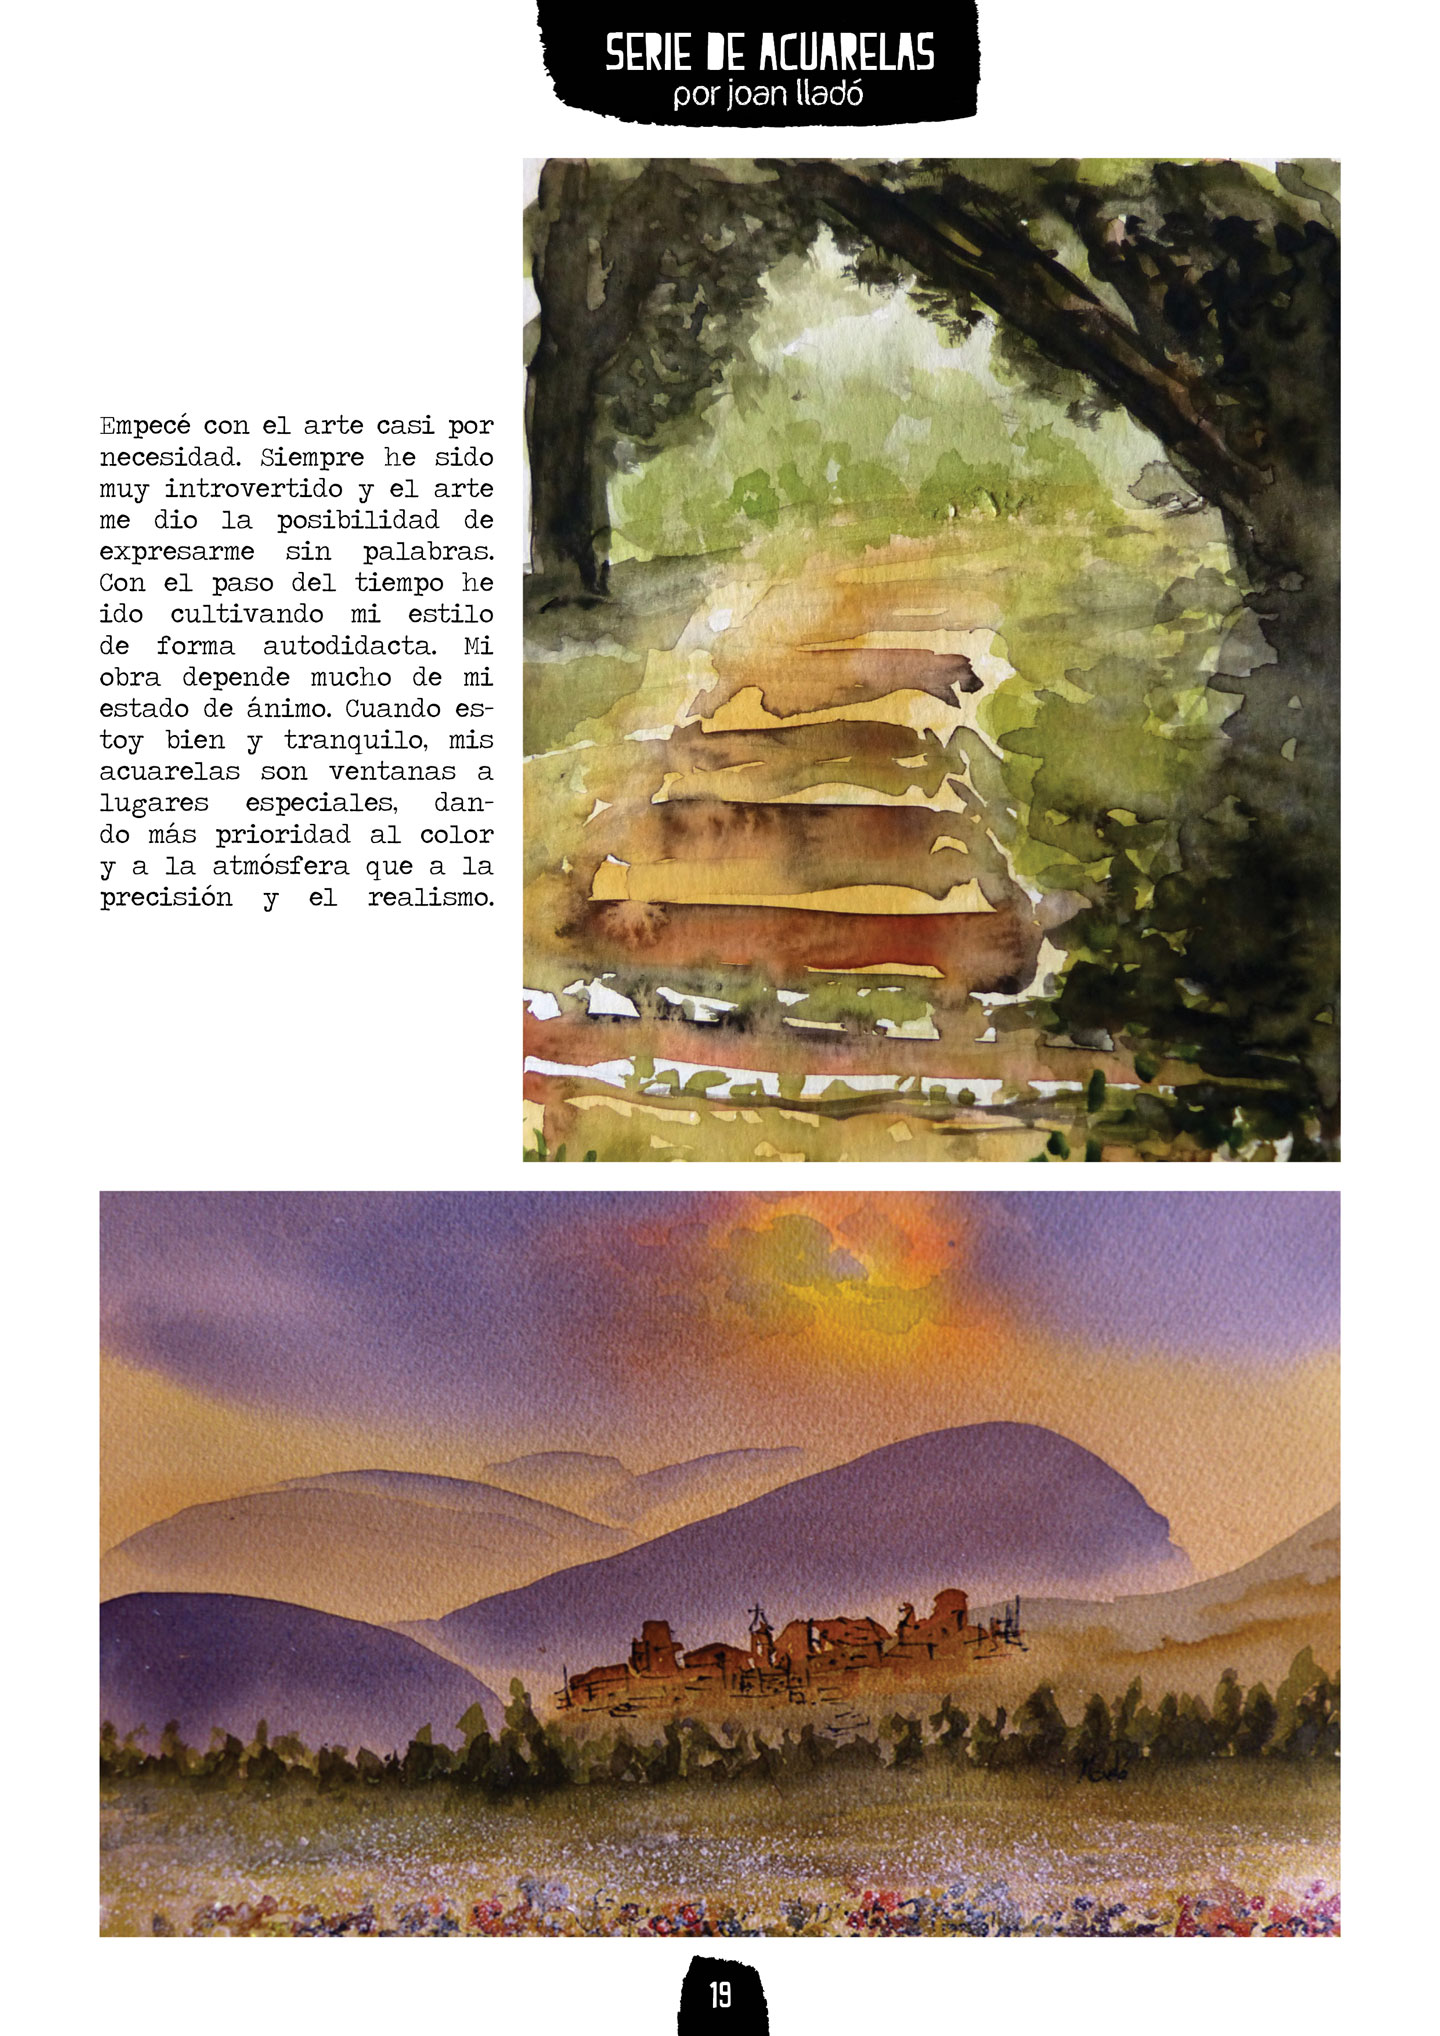 SERIE DE ACUARELAS
por joan lladó
Empecé con el arte casi por
necesidad. Siempre he sido
muy introvertido y el arte
me dio la posibilidad de
expresarme sin palabras.
Con el paso del tiempo he
ido cultivando mi estilo
de forma autodidacta. Mi
obra depende mucho de mi
estado de ánimo. Cuando es-
toy bien y tranquilo, mis
acuarelas son ventanas a
lugares especiales, dan-
do más prioridad al color
y a la atmósfera que a la
precisión y el realismo.
19